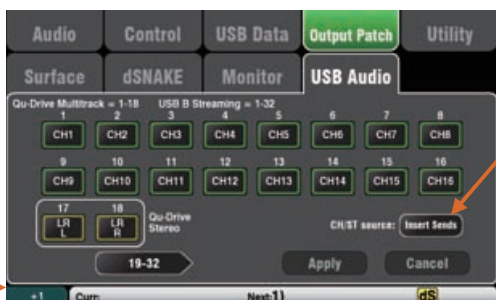 Audio Control USB Data Output Patch Utility
Surface dSNAKE Monitor USB Audio
Qu-Drive Multitrack = 1-18 USB B Streaming = 1-32
1 2 3 4 5 6 7 8
CH1 CH2 CH3 CH4 CH5 CH6 CH7 CH8
9 10 11 12 13 14 15 16
CH9 CH10 CH11 CH12 CH13 CH14 CH15 CH16
17 18
LR L LR R Qu-Drive Stereo CH/ST source: Insert Sends
19-32 Apply Cancel
+1 Curr: Next:1) dS